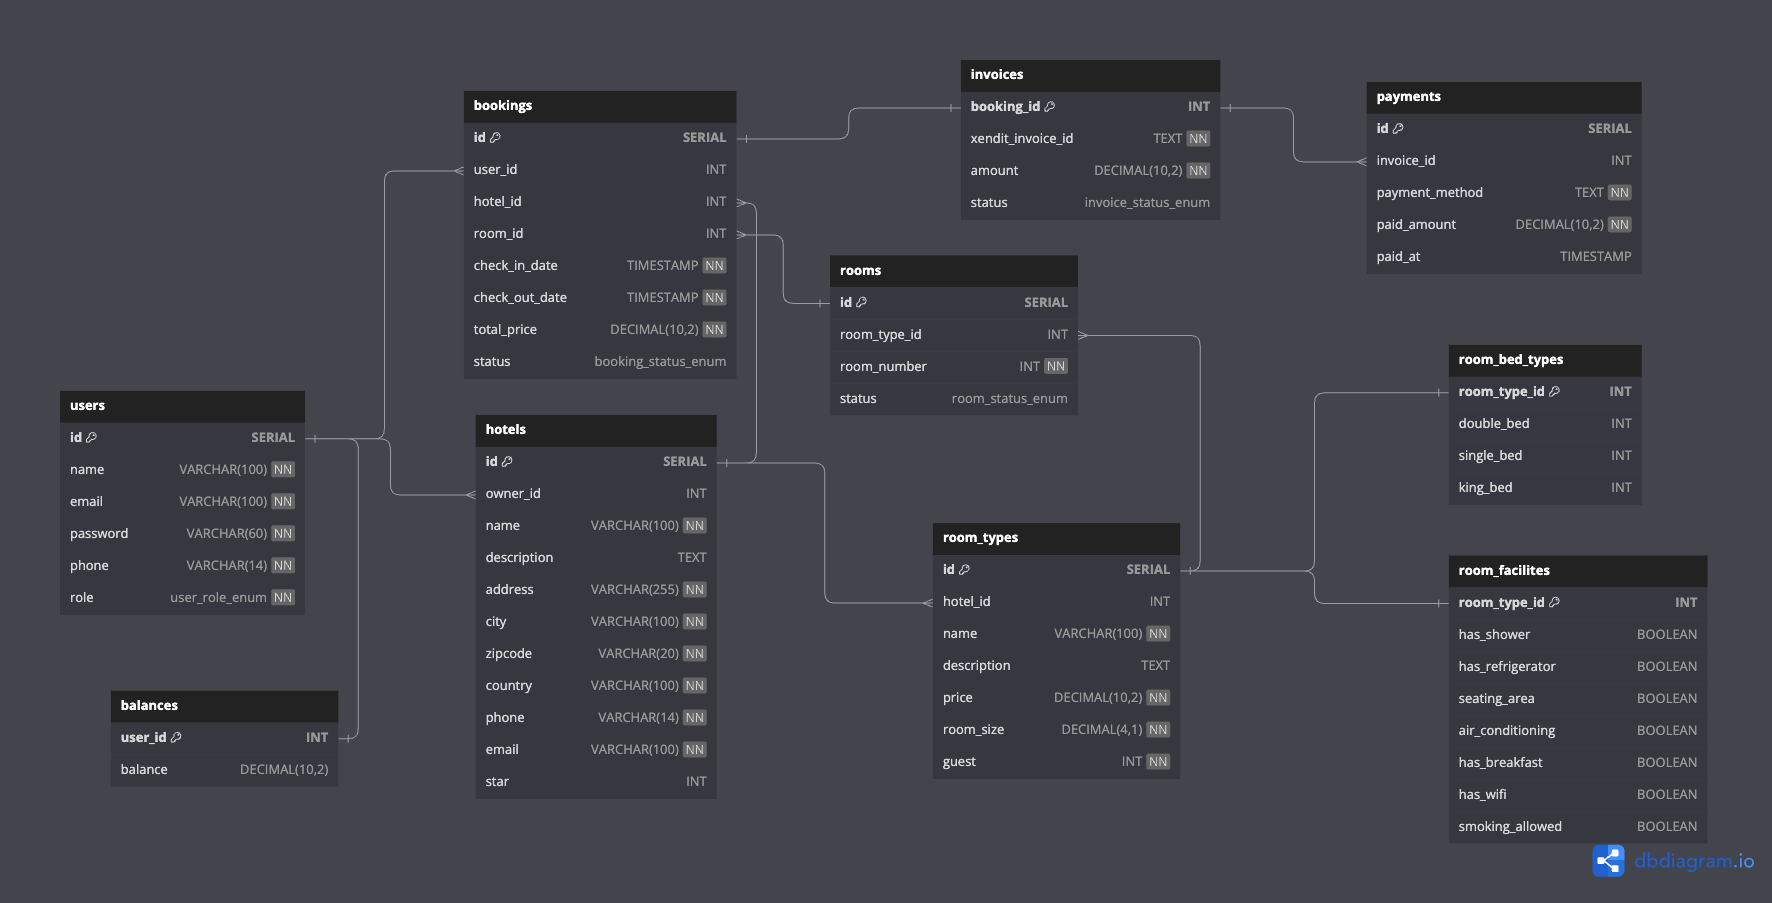 bookings
id SERIAL
user_id INT
hotel_id INT
room_id INT
check_in_date TIMESTAMP NN
check_out_date TIMESTAMP NN
total_price DECIMAL(10,2) NN
status booking_status_enum
invoices
booking_id INT
xendit_invoice_id TEXT NN
amount DECIMAL(10,2) NN
status invoice_status_enum
payments
id SERIAL
invoice_id INT
payment_method TEXT NN
paid_amount DECIMAL(10,2) NN
paid_at TIMESTAMP
rooms
id SERIAL
room_type_id INT
room_number INT NN
status room_status_enum
room_bed_types
room_type_id INT
double_bed INT
single_bed INT
king_bed INT
users
id SERIAL
name VARCHAR(100) NN
email VARCHAR(100) NN
password VARCHAR(60) NN
phone VARCHAR(14) NN
role user_role_enum NN
hotels
id SERIAL
owner_id INT
name VARCHAR(100) NN
description TEXT
address VARCHAR(255) NN
city VARCHAR(100) NN
zipcode VARCHAR(20) NN
country VARCHAR(100) NN
phone VARCHAR(14) NN
email VARCHAR(100) NN
star INT
room_types
id SERIAL
hotel_id INT
name VARCHAR(100) NN
description TEXT
price DECIMAL(10,2) NN
room_size DECIMAL(4,1) NN
guest INT NN
room_facilites
room_type_id INT
has_shower BOOLEAN
has_refrigerator BOOLEAN
seating_area BOOLEAN
air_conditioning BOOLEAN
has_breakfast BOOLEAN
has_wifi BOOLEAN
smoking_allowed BOOLEAN
balances
user_id INT
balance DECIMAL(10,2)
dbdiagram.io